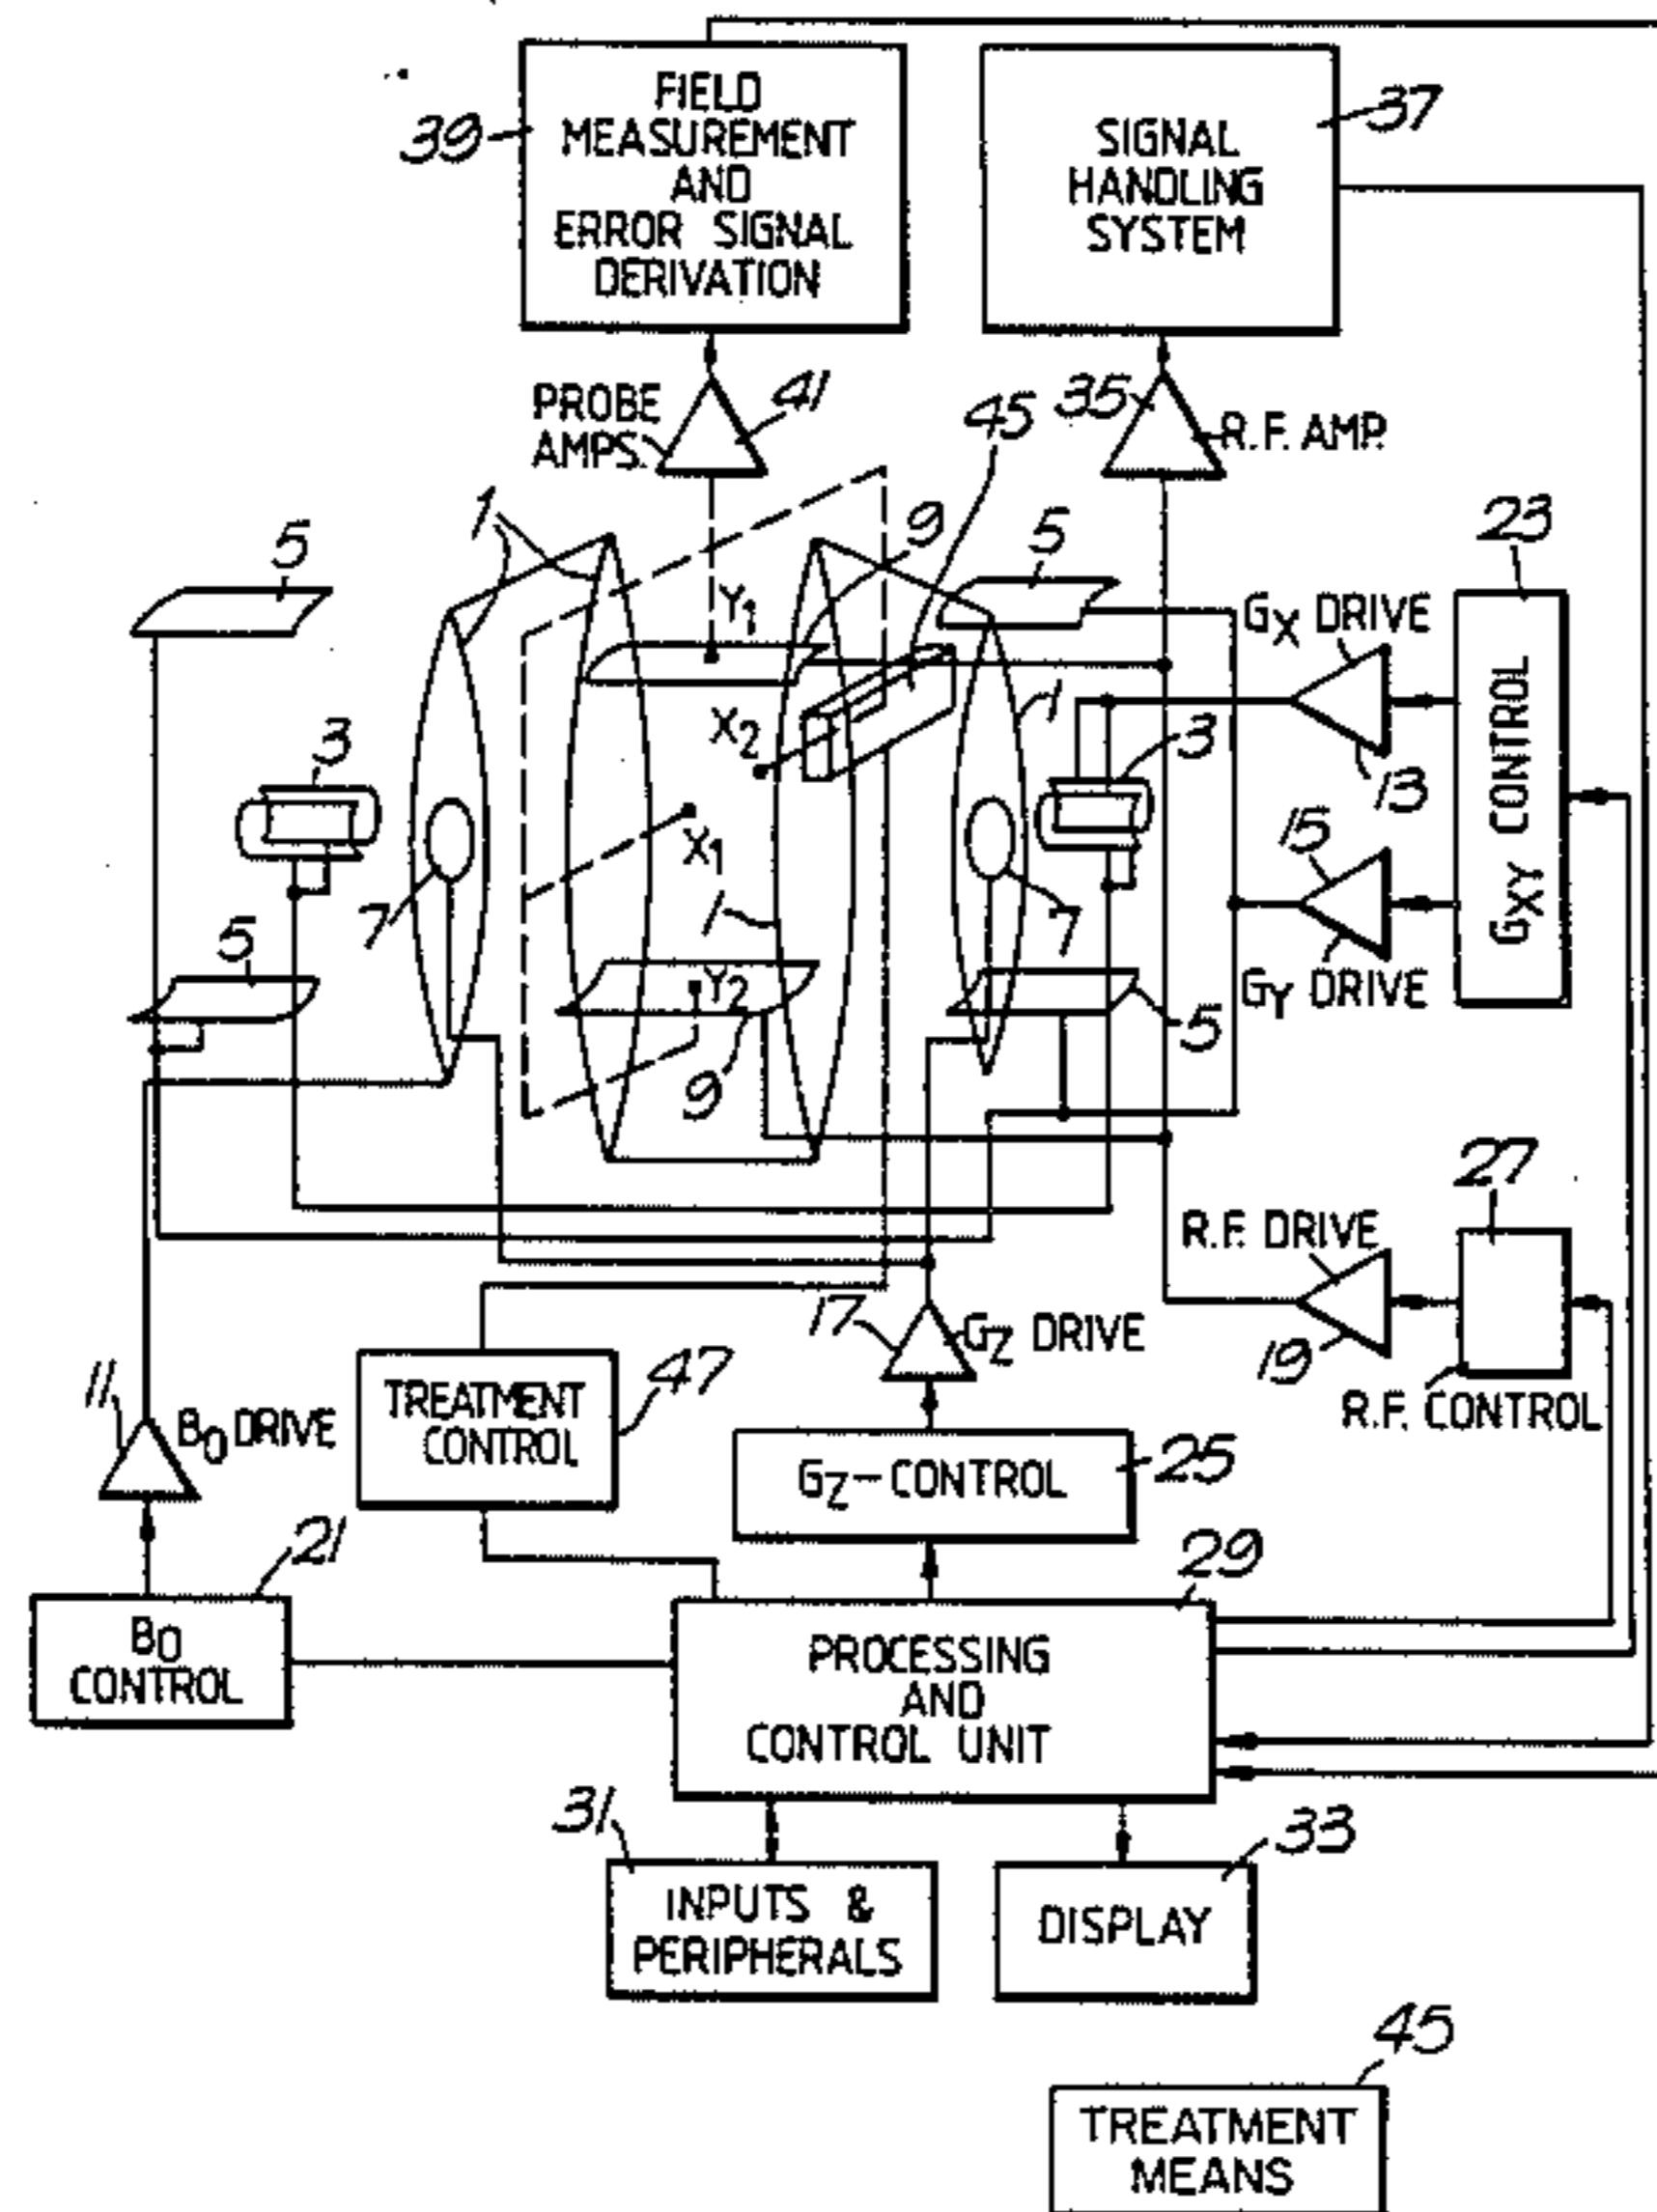 FIELD
MEASUREMENT
AND
ERROR SIGNAL
DERIVATION
39
SIGNAL
HANDLING
SYSTEM
37
PROBE
AMPS.
41
45
35
R.F. AMP.
5
1
9
5
23
Y1
GX DRIVE
X2
1
3
3
13
GXY CONTROL
X1
7
1
7
15
5
Y2
GY DRIVE
5
9
27
R.F. DRIVE
17
GZ DRIVE
19
R.F. CONTROL
11
B0 DRIVE
TREATMENT
CONTROL
47
GZ-CONTROL
25
21
29
B0
CONTROL
PROCESSING
AND
CONTROL UNIT
31
33
INPUTS &
PERIPHERALS
DISPLAY
45
TREATMENT
MEANS